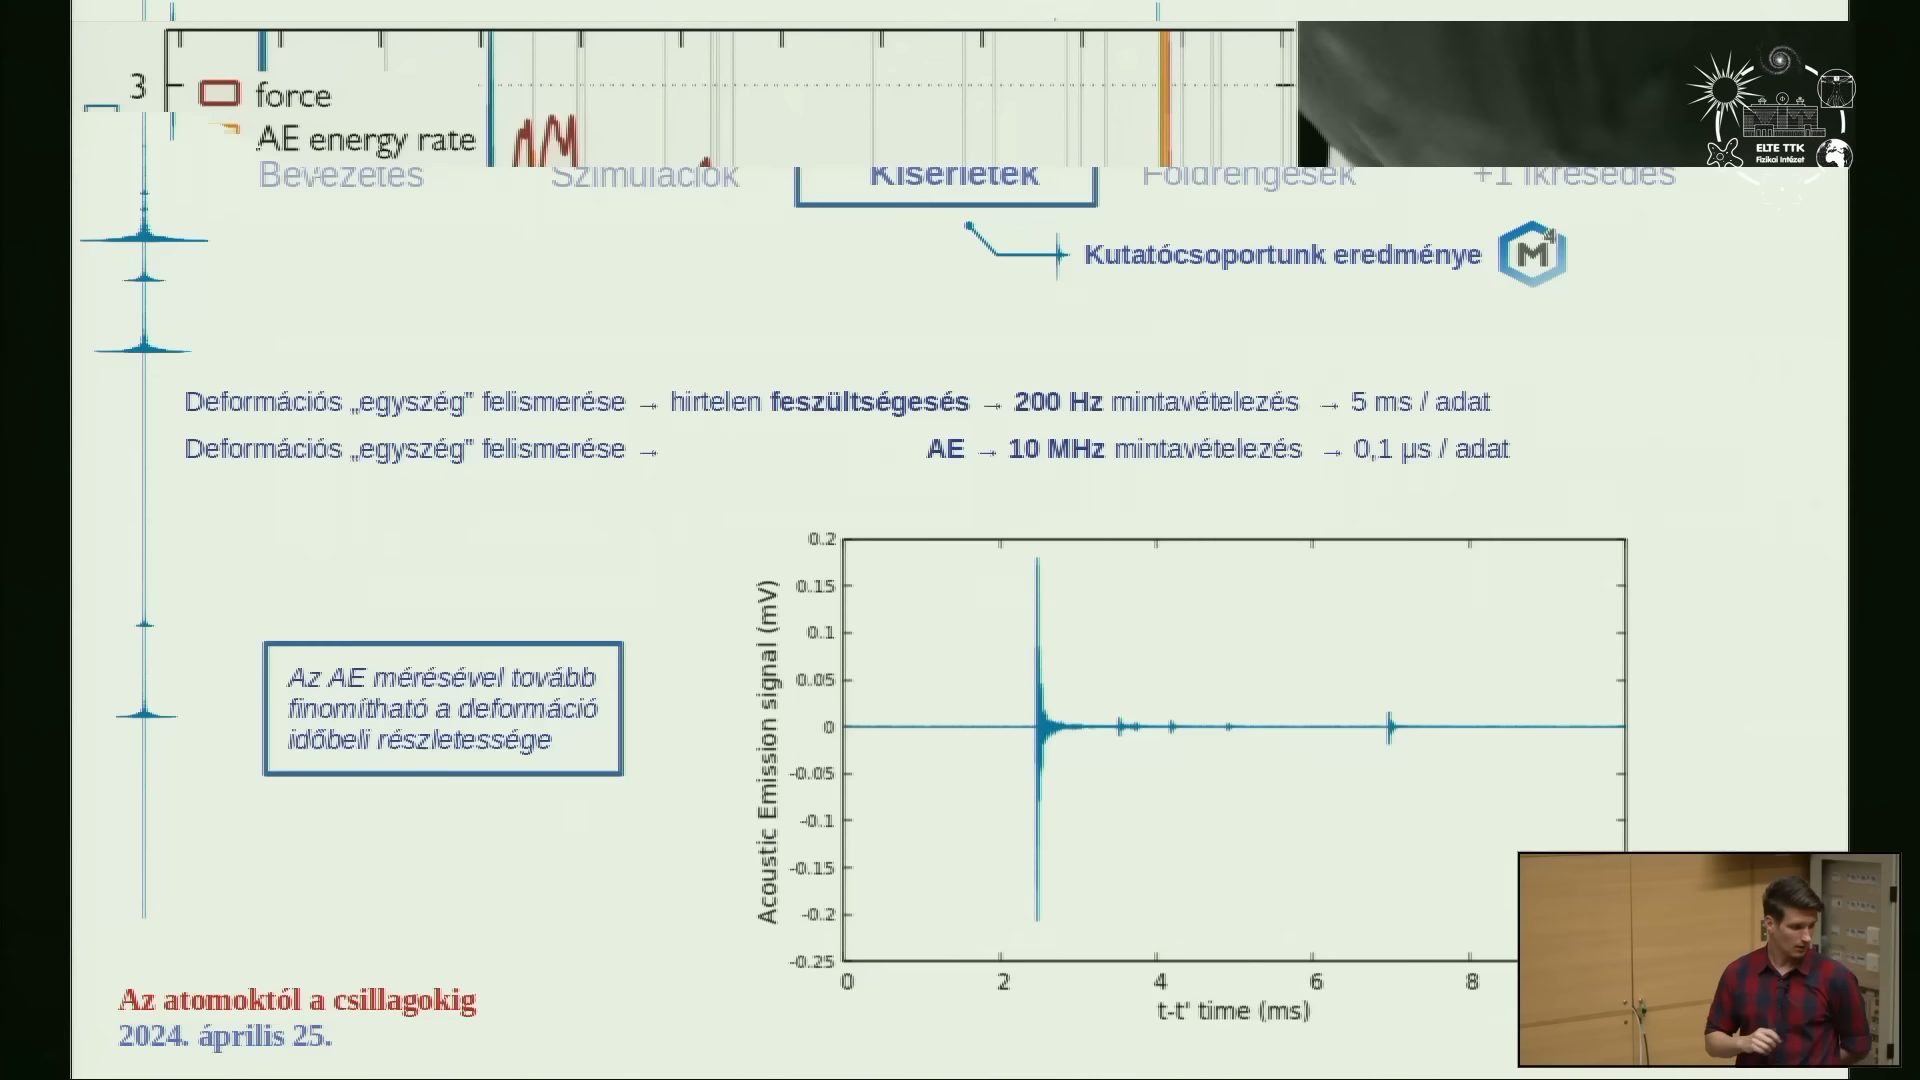 3
force
AE energy rate
ELTE TTK
Fizikai Intézet
Bevezetés
Szimulációk
Kísérletek
Földrengések
+1 ikresedés
Kutatócsoportunk eredménye
M4
Deformációs „egyszég” felismerése → hirtelen feszültségesés → 200 Hz mintavételezés → 5 ms / adat
Deformációs „egyszég” felismerése → AE → 10 MHz mintavételezés → 0,1 μs / adat
Az AE mérésével tovább
finomítható a deformáció
időbeli részletessége
Acoustic Emission signal (mV)
0.2
0.15
0.1
0.05
0
-0.05
-0.1
-0.15
-0.2
-0.25
0 2 4 6 8
t-t' time (ms)
Az atomoktól a csillagokig
2024. április 25.